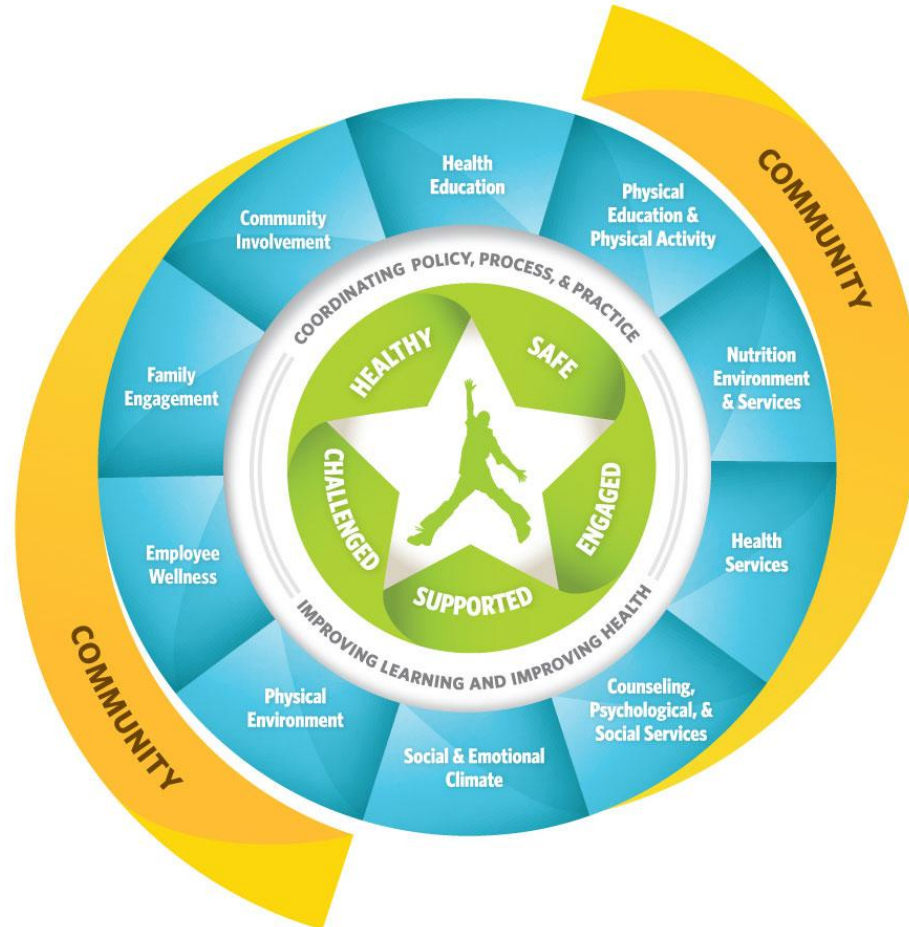 COMMUNITY
Health
Education
Physical
Education &
Physical Activity
Nutrition
Environment
& Services
Health
Services
Counseling,
Psychological, &
Social Services
Social & Emotional
Climate
Physical
Environment
Employee
Wellness
Family
Engagement
Community
Involvement
COORDINATING POLICY, PROCESS, & PRACTICE
IMPROVING LEARNING AND IMPROVING HEALTH
HEALTHY
SAFE
ENGAGED
SUPPORTED
CHALLENGED
COMMUNITY